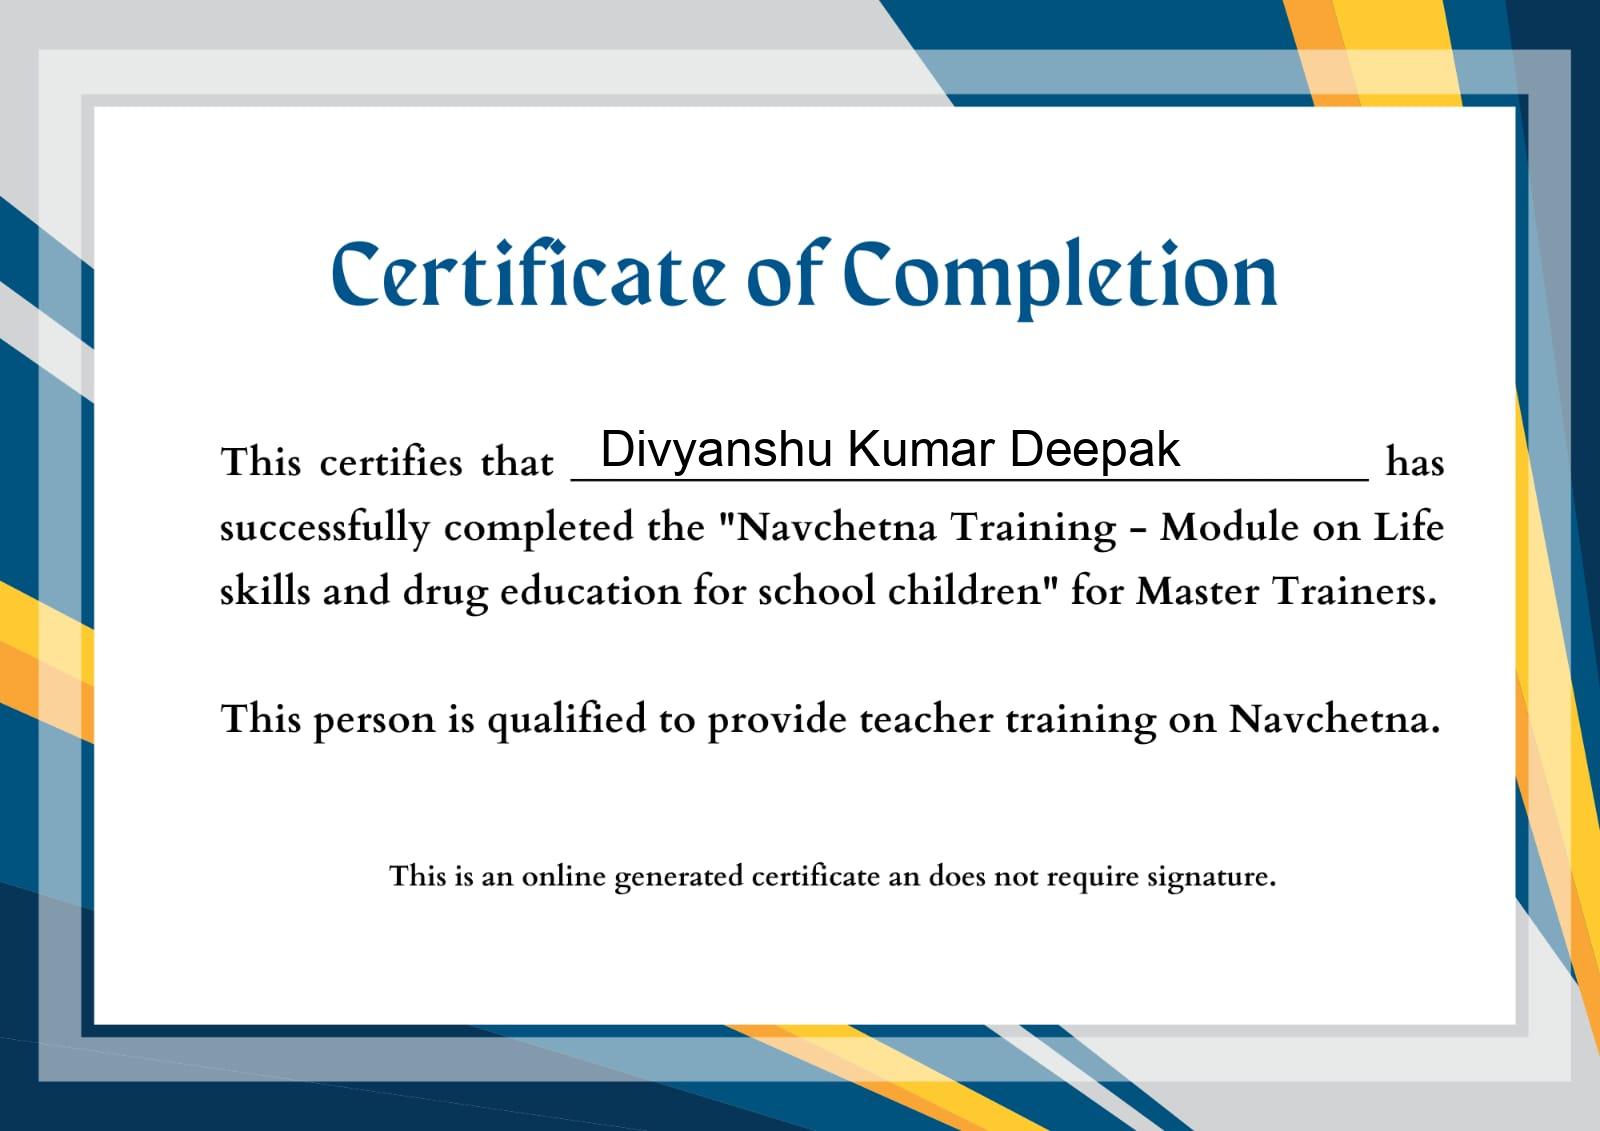 Certificate of Completion
This certifies that Divyanshu Kumar Deepak has
successfully completed the "Navchetna Training - Module on Life
skills and drug education for school children" for Master Trainers.
This person is qualified to provide teacher training on Navchetna.
This is an online generated certificate an does not require signature.